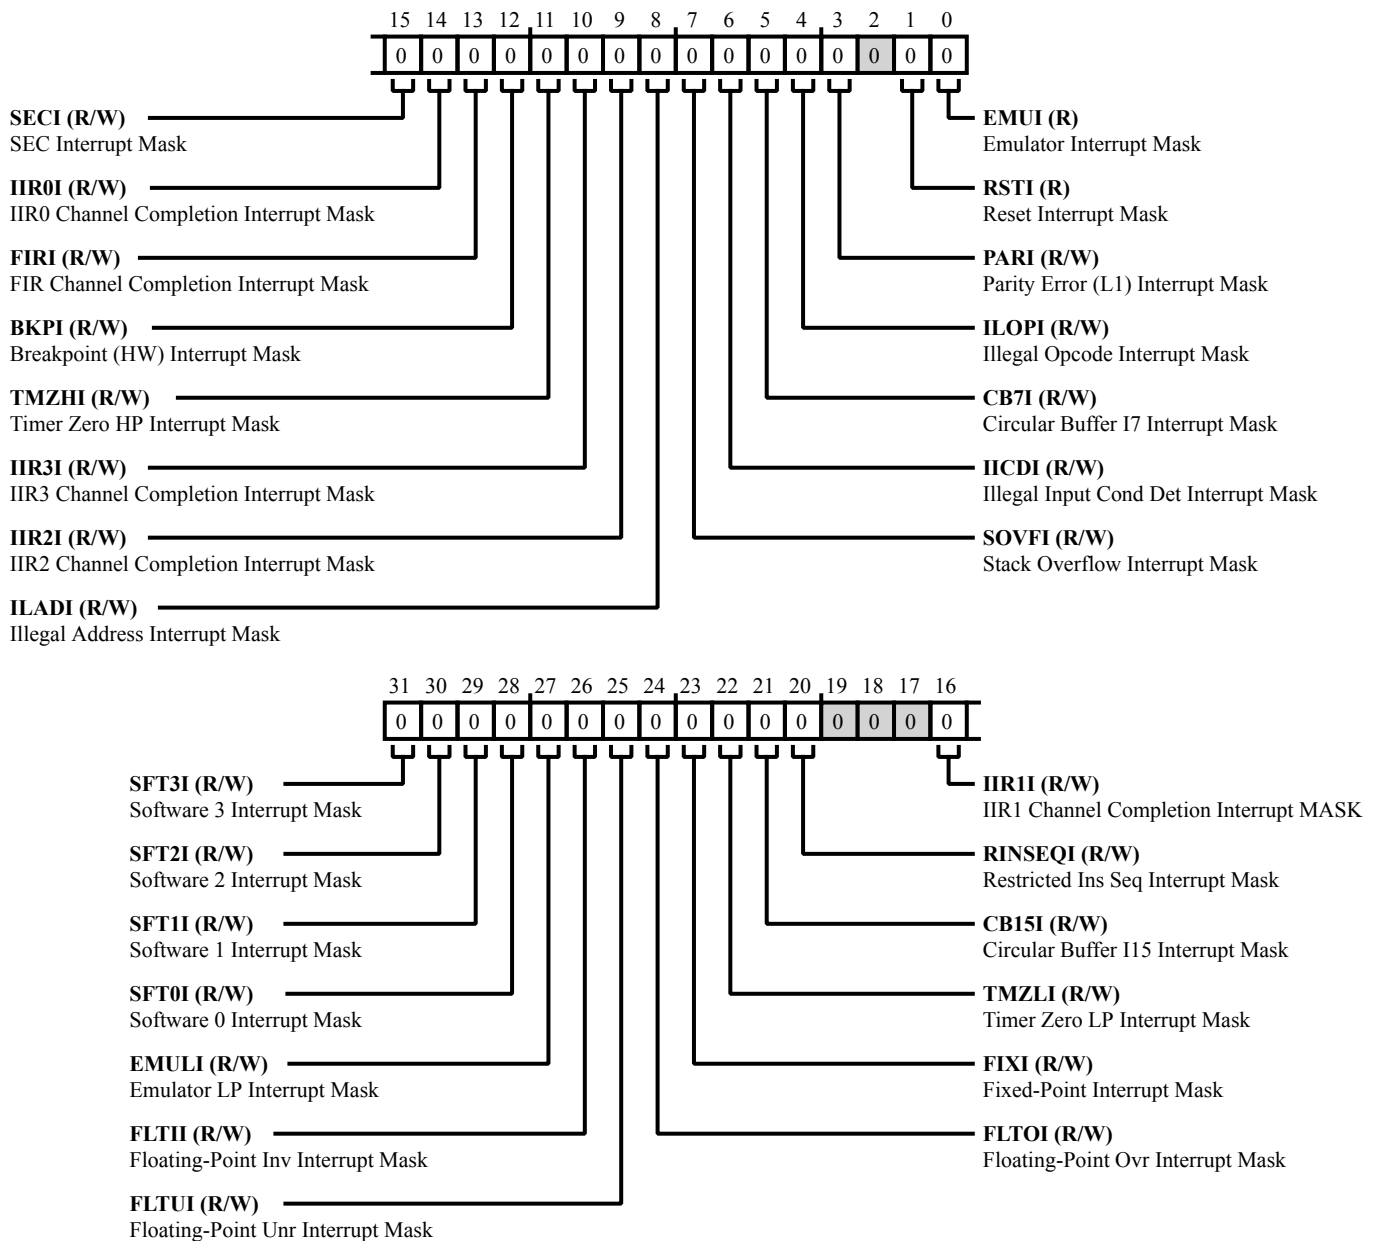 15 14 13 12 11 10 9 8 7 6 5 4 3 2 1 0
0 0 0 0 0 0 0 0 0 0 0 0 0 0 0 0
SECI (R/W)
SEC Interrupt Mask
EMUI (R)
Emulator Interrupt Mask
IIR0I (R/W)
IIR0 Channel Completion Interrupt Mask
RSTI (R)
Reset Interrupt Mask
FIRI (R/W)
FIR Channel Completion Interrupt Mask
PARI (R/W)
Parity Error (L1) Interrupt Mask
BKPI (R/W)
Breakpoint (HW) Interrupt Mask
ILOPI (R/W)
Illegal Opcode Interrupt Mask
TMZHI (R/W)
Timer Zero HP Interrupt Mask
CB7I (R/W)
Circular Buffer I7 Interrupt Mask
IIR3I (R/W)
IIR3 Channel Completion Interrupt Mask
IICDI (R/W)
Illegal Input Cond Det Interrupt Mask
IIR2I (R/W)
IIR2 Channel Completion Interrupt Mask
SOVFI (R/W)
Stack Overflow Interrupt Mask
ILADI (R/W)
Illegal Address Interrupt Mask
31 30 29 28 27 26 25 24 23 22 21 20 19 18 17 16
0 0 0 0 0 0 0 0 0 0 0 0 0 0 0 0
SFT3I (R/W)
Software 3 Interrupt Mask
IIR1I (R/W)
IIR1 Channel Completion Interrupt MASK
SFT2I (R/W)
Software 2 Interrupt Mask
RINSEQI (R/W)
Restricted Ins Seq Interrupt Mask
SFT1I (R/W)
Software 1 Interrupt Mask
CB15I (R/W)
Circular Buffer I15 Interrupt Mask
SFT0I (R/W)
Software 0 Interrupt Mask
TMZLI (R/W)
Timer Zero LP Interrupt Mask
EMULI (R/W)
Emulator LP Interrupt Mask
FIXI (R/W)
Fixed-Point Interrupt Mask
FLTII (R/W)
Floating-Point Inv Interrupt Mask
FLTOI (R/W)
Floating-Point Ovr Interrupt Mask
FLTUI (R/W)
Floating-Point Unr Interrupt Mask